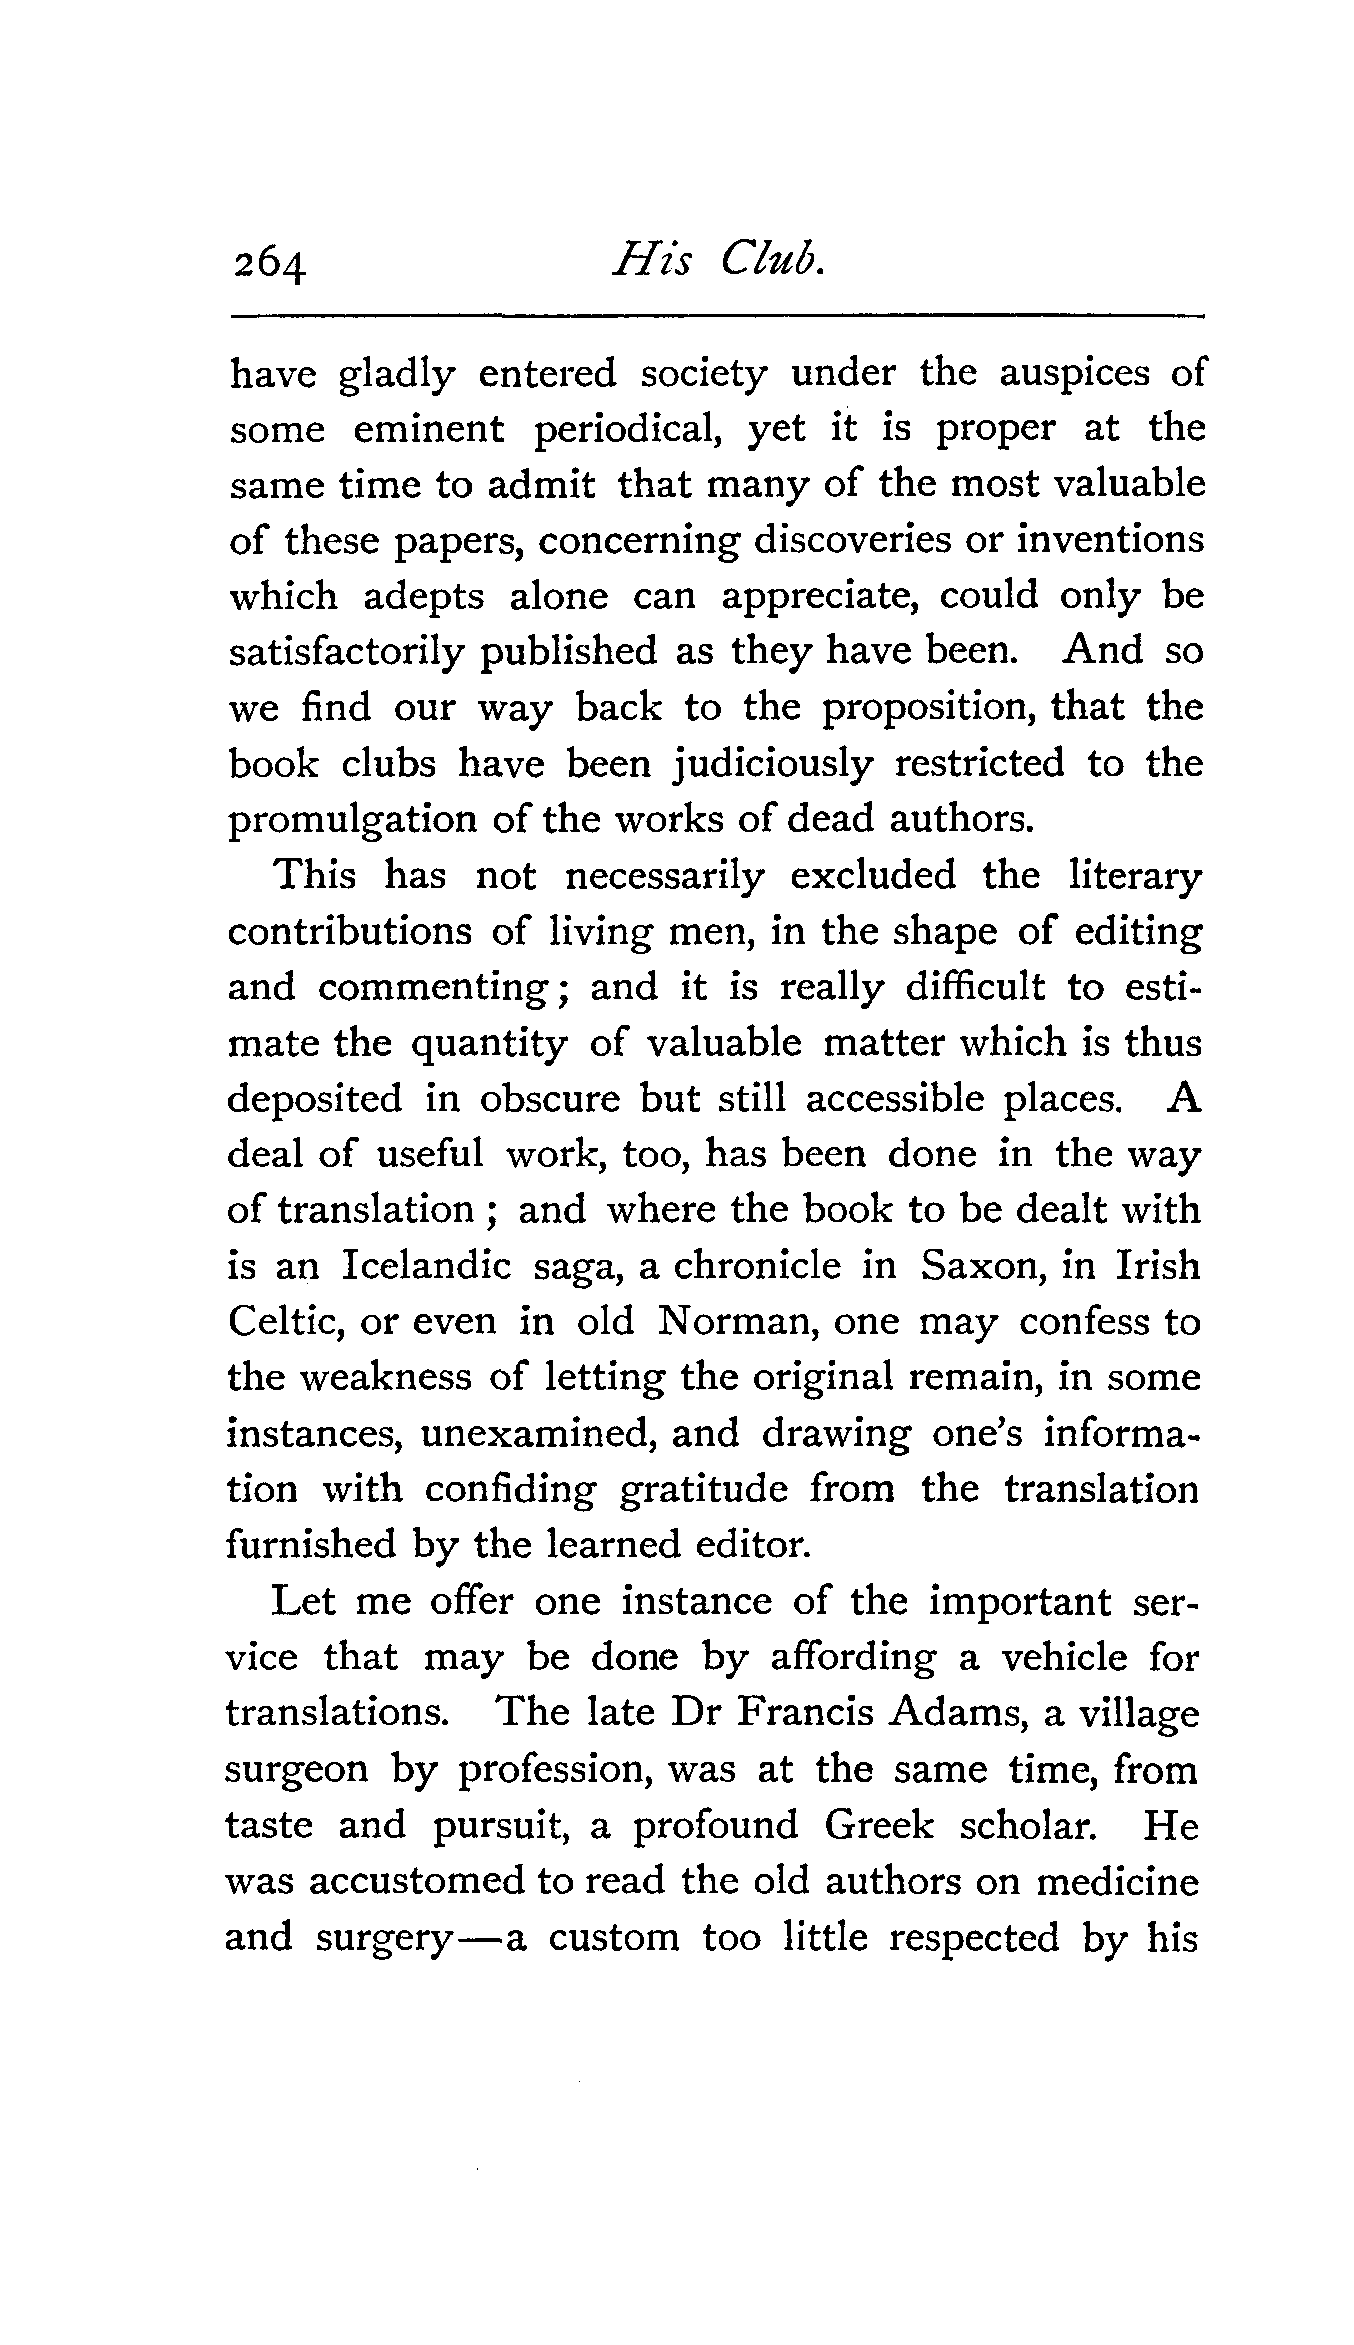 264 His Club.
have gladly entered society under the auspices of
some eminent periodical, yet it is proper at the
same time to admit that many of the most valuable
of these papers, concerning discoveries or inventions
which adepts alone can appreciate, could only be
satisfactorily published as they have been. And so
we find our way back to the proposition, that the
book clubs have been judiciously restricted to the
promulgation of the works of dead authors.
This has not necessarily excluded the literary
contributions of living men, in the shape of editing
and commenting; and it is really difficult to esti-
mate the quantity of valuable matter which is thus
deposited in obscure but still accessible places. A
deal of useful work, too, has been done in the way
of translation; and where the book to be dealt with
is an Icelandic saga, a chronicle in Saxon, in Irish
Celtic, or even in old Norman, one may confess to
the weakness of letting the original remain, in some
instances, unexamined, and drawing one's informa-
tion with confiding gratitude from the translation
furnished by the learned editor.
Let me offer one instance of the important ser-
vice that may be done by affording a vehicle for
translations. The late Dr Francis Adams, a village
surgeon by profession, was at the same time, from
taste and pursuit, a profound Greek scholar. He
was accustomed to read the old authors on medicine
and surgery—a custom too little respected by his